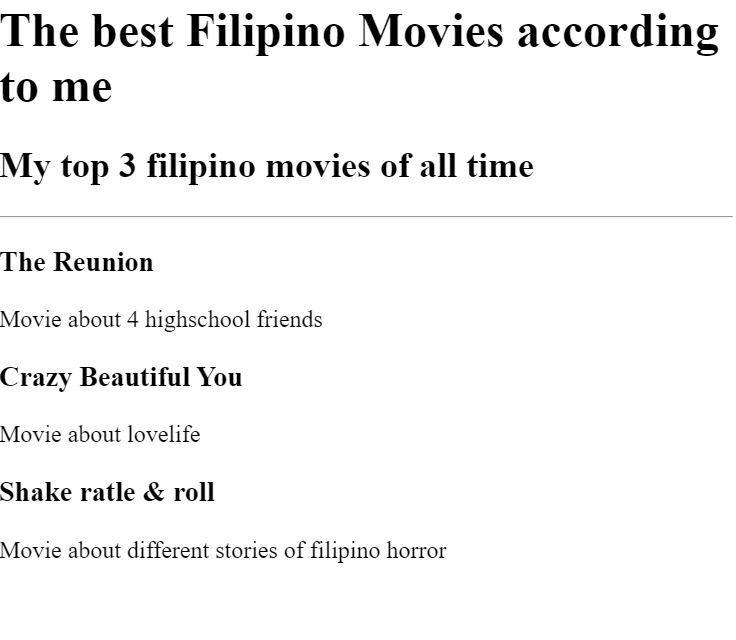 The best Filipino Movies according
to me
My top 3 filipino movies of all time
The Reunion
Movie about 4 highschool friends
Crazy Beautiful You
Movie about lovelife
Shake ratle & roll
Movie about different stories of filipino horror